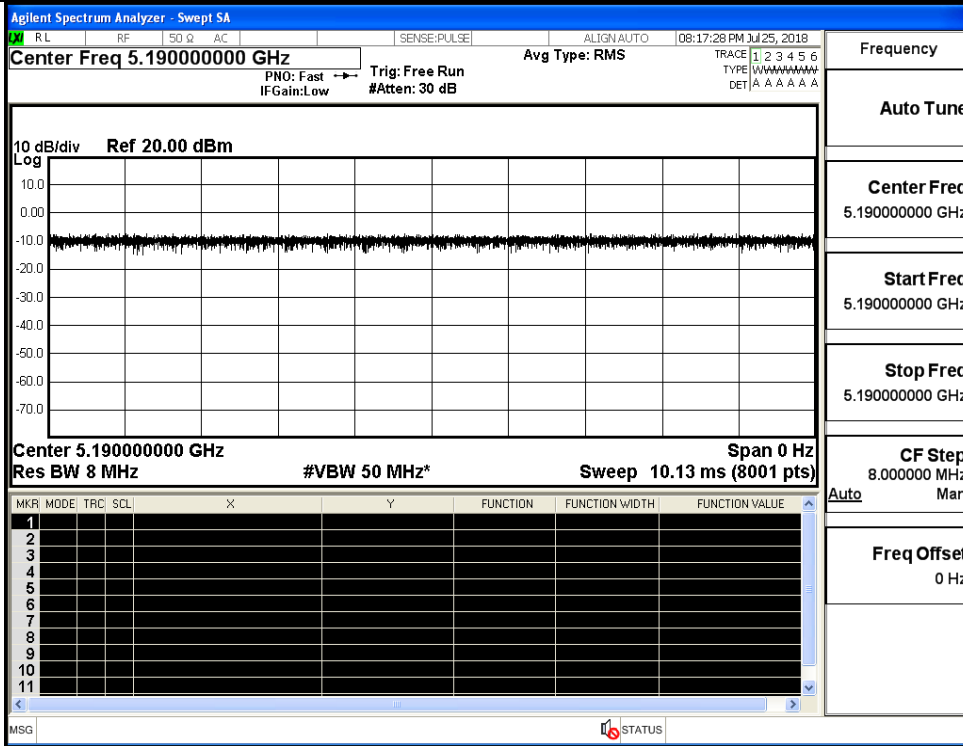 Agilent Spectrum Analyzer - Swept SA
LXI RL RF 50 Ω AC SENSE:PULSE ALIGN AUTO 08:17:28 PM Jul 25, 2018
Center Freq 5.190000000 GHz
PNO: Fast
IFGain:Low
Trig: Free Run
#Atten: 30 dB
Avg Type: RMS
TRACE 1 2 3 4 5 6
TYPE WWWWWW
DET A A A A A A
10 dB/div Ref 20.00 dBm
Log
10.0
0.00
-10.0
-20.0
-30.0
-40.0
-50.0
-60.0
-70.0
Center 5.190000000 GHz Span 0 Hz
Res BW 8 MHz #VBW 50 MHz* Sweep 10.13 ms (8001 pts)
MKR MODE TRC SCL X Y FUNCTION FUNCTION WIDTH FUNCTION VALUE
1
2
3
4
5
6
7
8
9
10
11
MSG STATUS
Frequency
Auto Tune
Center Freq
5.190000000 GHz
Start Freq
5.190000000 GHz
Stop Freq
5.190000000 GHz
CF Step
8.000000 MHz
Auto Man
Freq Offset
0 Hz